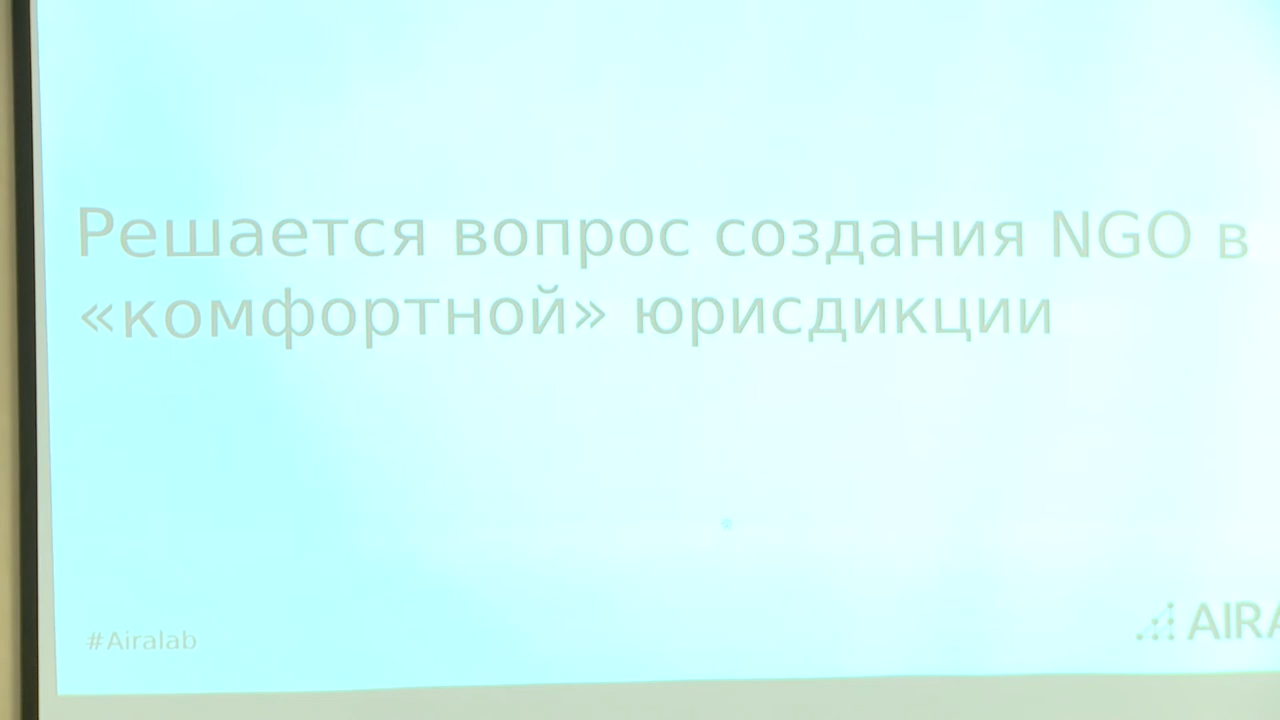 Решается вопрос создания NGO в
«комфортной» юрисдикции
#Airalab
AIRA